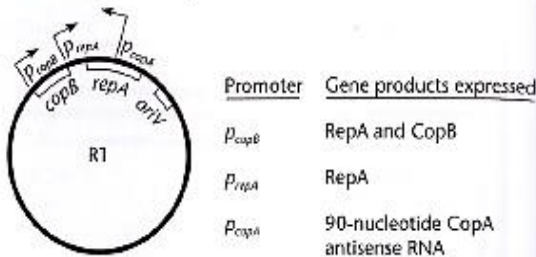 PcopB
PrepA
PcopA
copB
repA
oriV
R1
Promoter Gene products expressed
PcopB RepA and CopB
PrepA RepA
PcopA 90-nucleotide CopA
antisense RNA